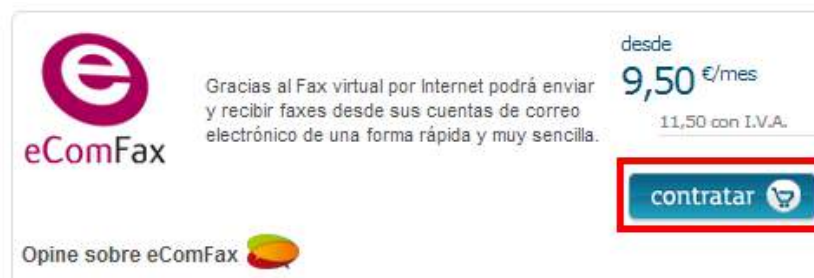 desde
9,50 €/mes
11,50 con I.V.A.
Gracias al Fax virtual por Internet podrá enviar
y recibir faxes desde sus cuentas de correo
electrónico de una forma rápida y muy sencilla.
e
eComFax
contratar
Opine sobre eComFax